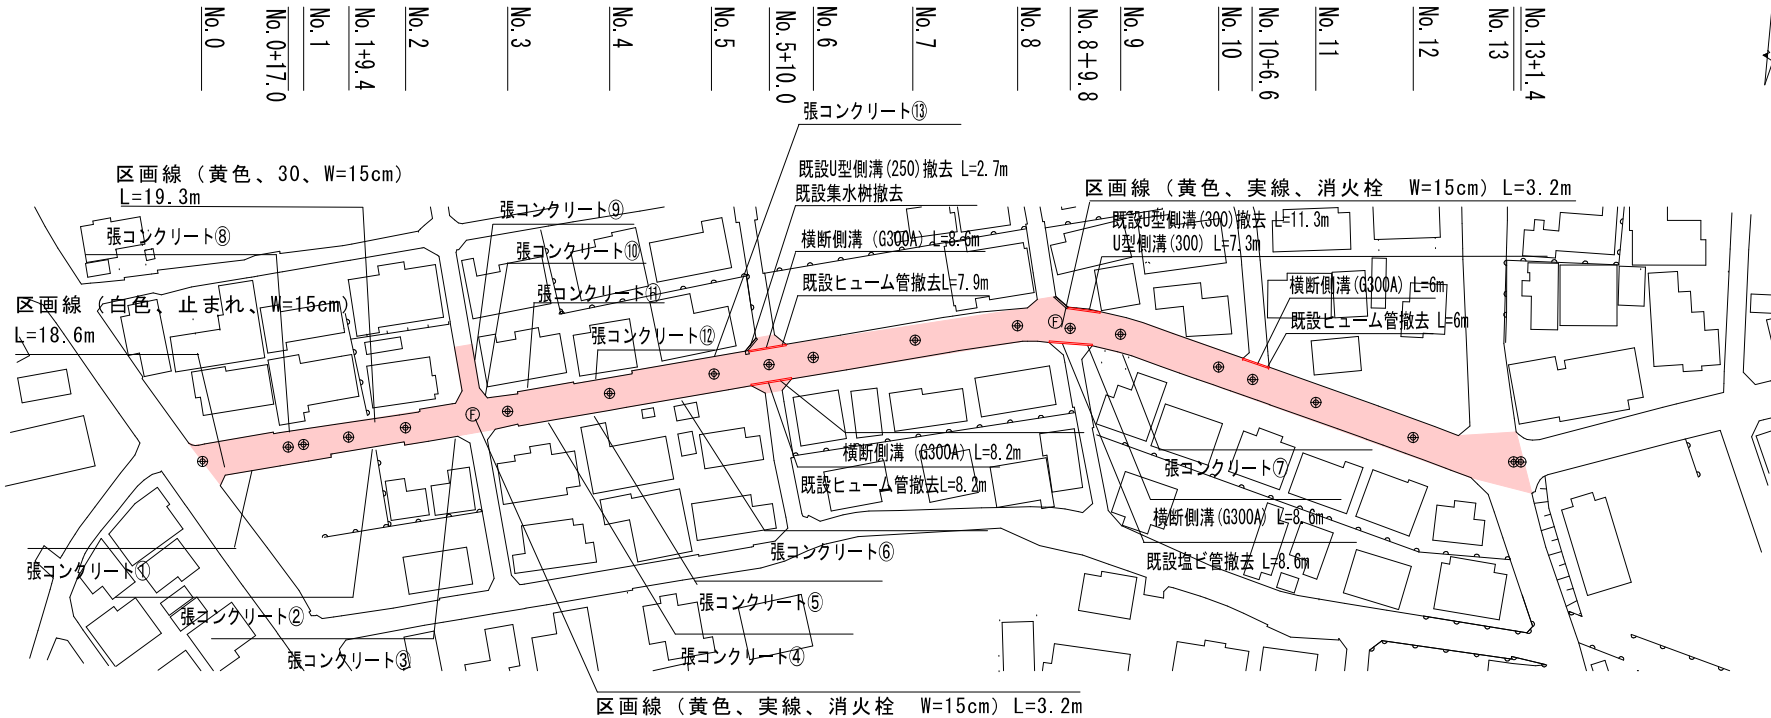 No.0
No.0+17.0
No.1
No.1+9.4
No.2
No.3
No.4
No.5
No.5+10.0
No.6
No.7
No.8
No.8+9.8
No.9
No.10
No.10+6.6
No.11
No.12
No.13
No.13+1.4
張コンクリート⑬
区画線（黄色、30、W=15cm）
L=19.3m
既設U型側溝(250)撤去 L=2.7m
既設集水桝撤去
区画線（黄色、実線、消火栓　W=15cm）L=3.2m
張コンクリート⑨
既設U型側溝(300)撤去 L=11.3m
U型側溝(300) L=7.3m
張コンクリート⑧
張コンクリート⑩
横断側溝（G300A）L=8.6m
張コンクリート⑪
既設ヒューム管撤去L=7.9m
横断側溝(G300A) L=6m
既設ヒューム管撤去 L=6m
区画線（白色、止まれ、W=15cm）
L=18.6m
張コンクリート⑫
横断側溝（G300A）L=8.2m
既設ヒューム管撤去L=8.2m
張コンクリート⑦
横断側溝(G300A) L=8.6m
既設塩ビ管撤去 L=8.6m
張コンクリート⑥
張コンクリート①
張コンクリート②
張コンクリート⑤
張コンクリート③
張コンクリート④
区画線（黄色、実線、消火栓　W=15cm）L=3.2m
F
F